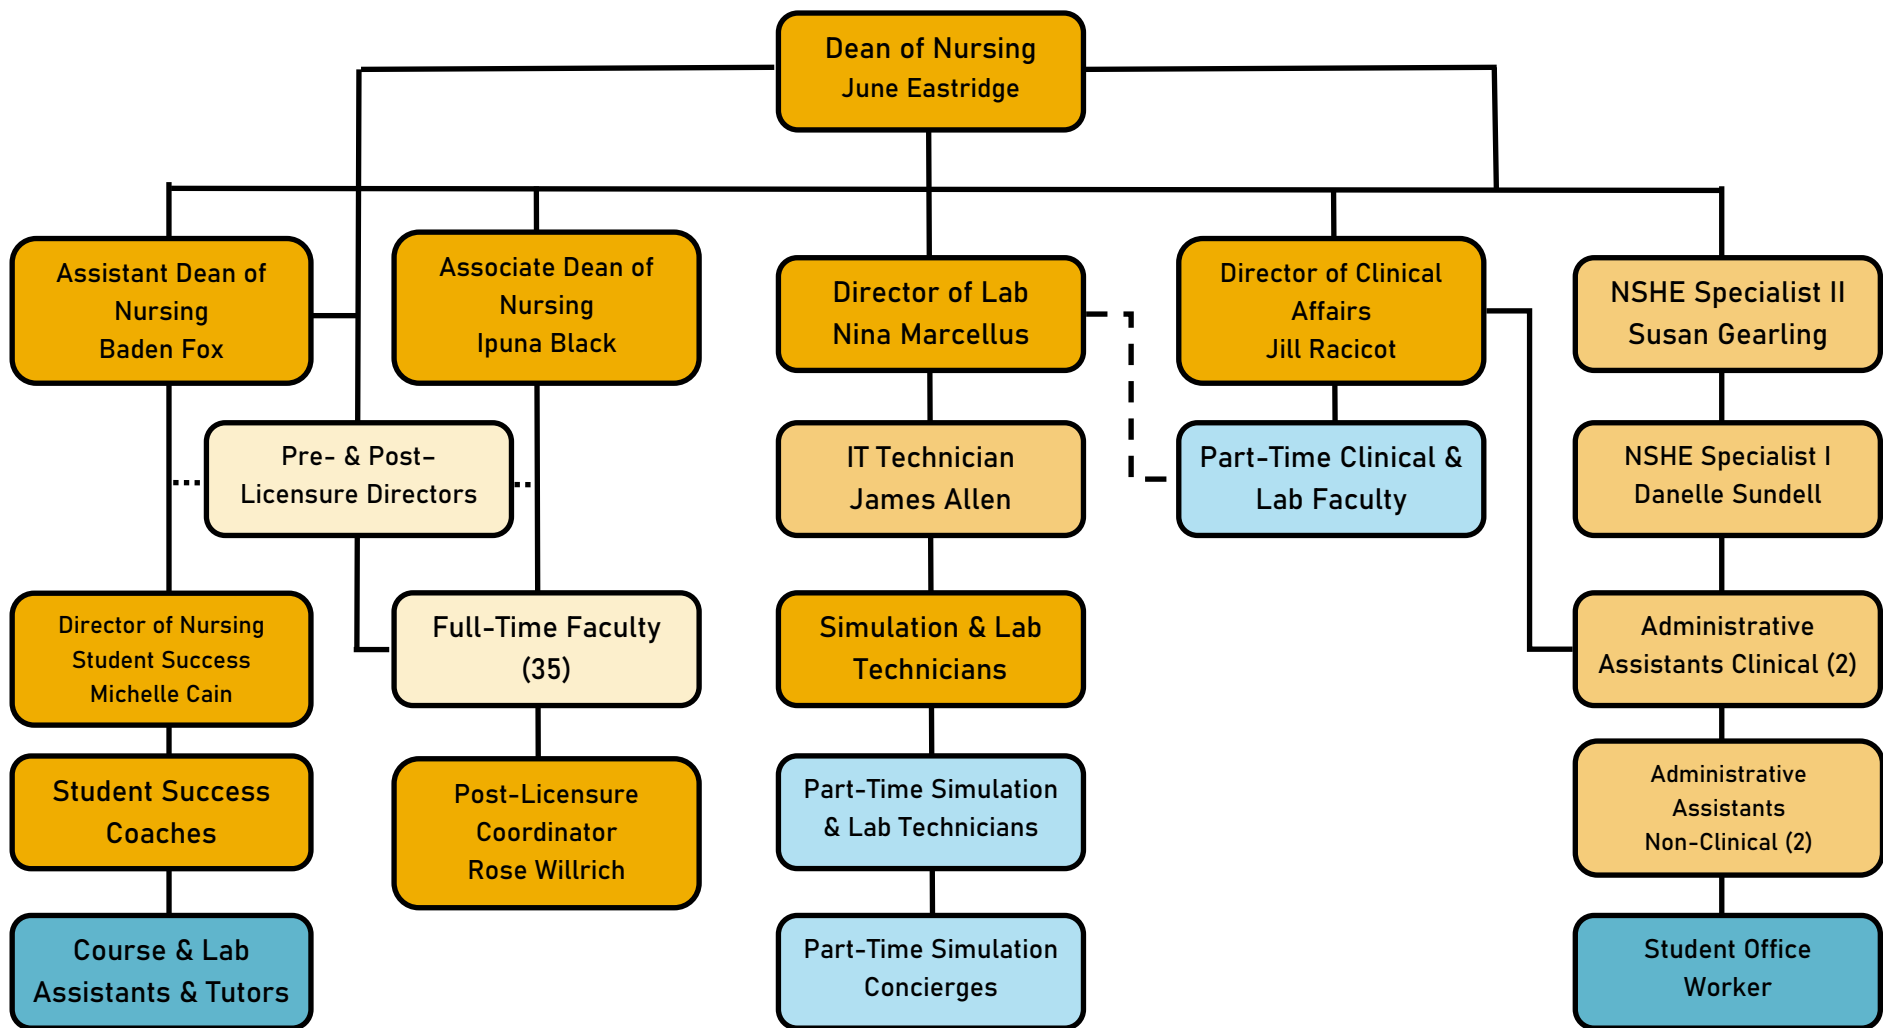 Dean of Nursing
June Eastridge
Assistant Dean of
Nursing
Baden Fox
Associate Dean of
Nursing
Ipuna Black
Director of Lab
Nina Marcellus
Director of Clinical
Affairs
Jill Racicot
NSHE Specialist II
Susan Gearling
Pre- & Post-
Licensure Directors
IT Technician
James Allen
Part-Time Clinical &
Lab Faculty
NSHE Specialist I
Danelle Sundell
Director of Nursing
Student Success
Michelle Cain
Full-Time Faculty
(35)
Simulation & Lab
Technicians
Administrative
Assistants Clinical (2)
Student Success
Coaches
Post-Licensure
Coordinator
Rose Willrich
Part-Time Simulation
& Lab Technicians
Administrative
Assistants
Non-Clinical (2)
Course & Lab
Assistants & Tutors
Part-Time Simulation
Concierges
Student Office
Worker